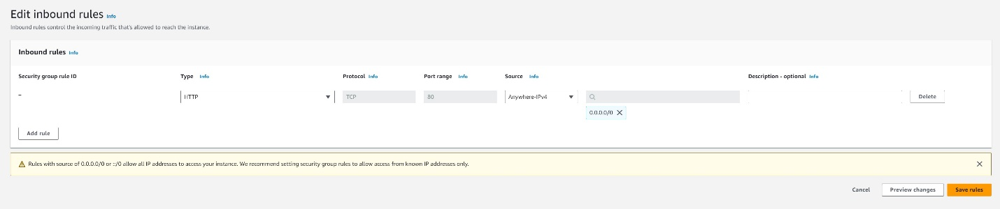 Edit inbound rules Info
Inbound rules control the incoming traffic that's allowed to reach the instance.
Inbound rules Info
Security group rule ID Type Info Protocol Info Port range Info Source Info Description - optional Info
– HTTP TCP 80 Anywhere-IPv4 Delete
0.0.0.0/0
Add rule
Rules with source of 0.0.0.0/0 or ::/0 allow all IP addresses to access your instance. We recommend setting security group rules to allow access from known IP addresses only.
Cancel Preview changes Save rules